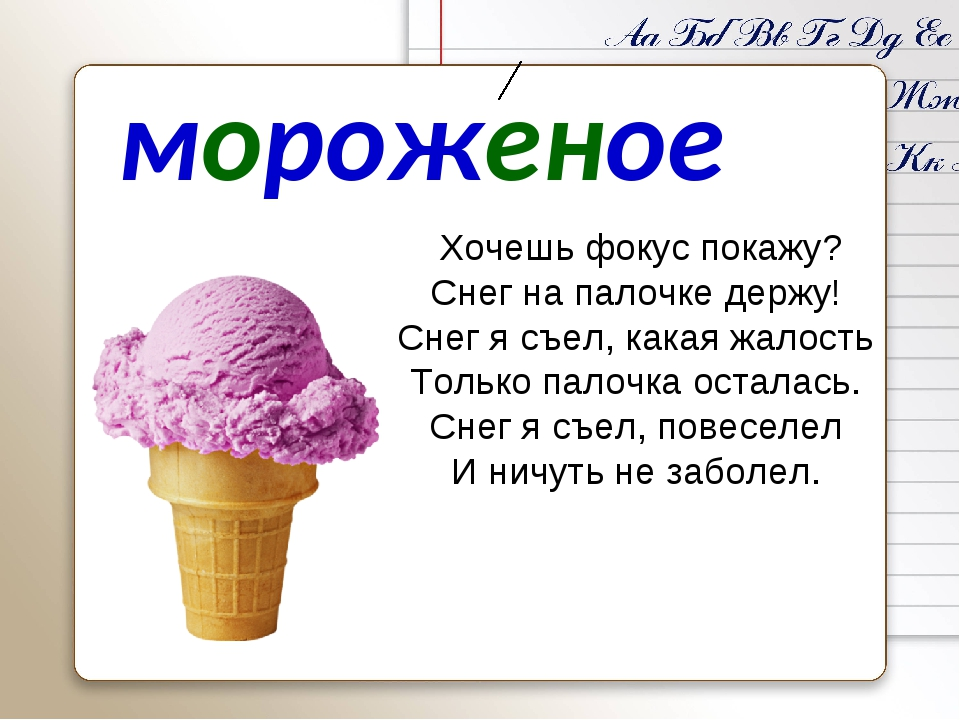 Аа Бб Вв Гг Дд Ее
Жж
Кк
мороженое
Хочешь фокус покажу?
Снег на палочке держу!
Снег я съел, какая жалость
Только палочка осталась.
Снег я съел, повеселел
И ничуть не заболел.